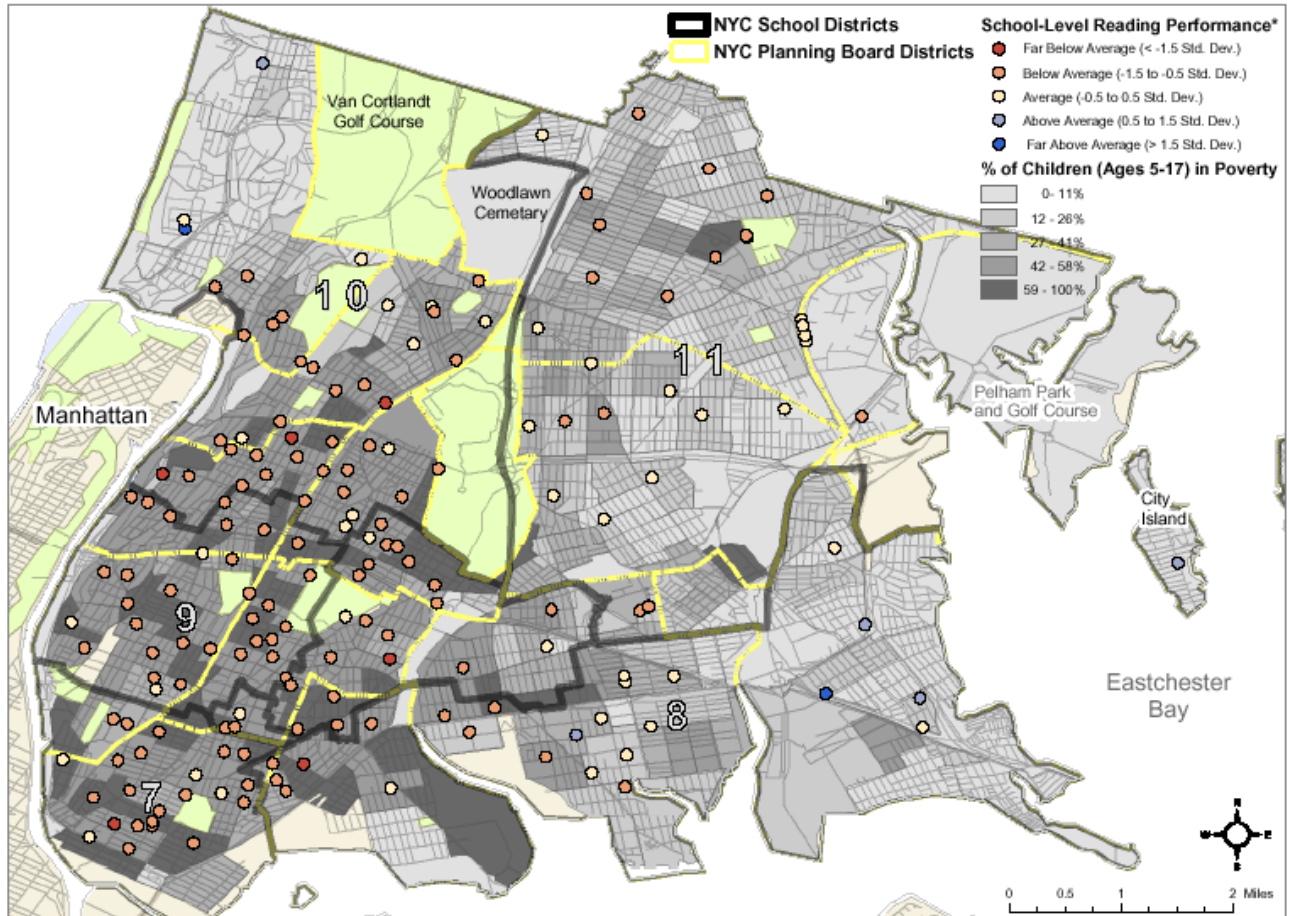 NYC School Districts
NYC Planning Board Districts
School-Level Reading Performance*
Far Below Average (< -1.5 Std. Dev.)
Below Average (-1.5 to -0.5 Std. Dev.)
Average (-0.5 to 0.5 Std. Dev.)
Above Average (0.5 to 1.5 Std. Dev.)
Far Above Average (> 1.5 Std. Dev.)
% of Children (Ages 5-17) in Poverty
0- 11%
12 - 26%
27 - 41%
42 - 58%
59 - 100%
Van Cortlandt
Golf Course
Woodlawn
Cemetary
10
11
Manhattan
Pelham Park
and Golf Course
City
Island
9
8
Eastchester
Bay
7
N
W E
S
0 0.5 1 2 Miles